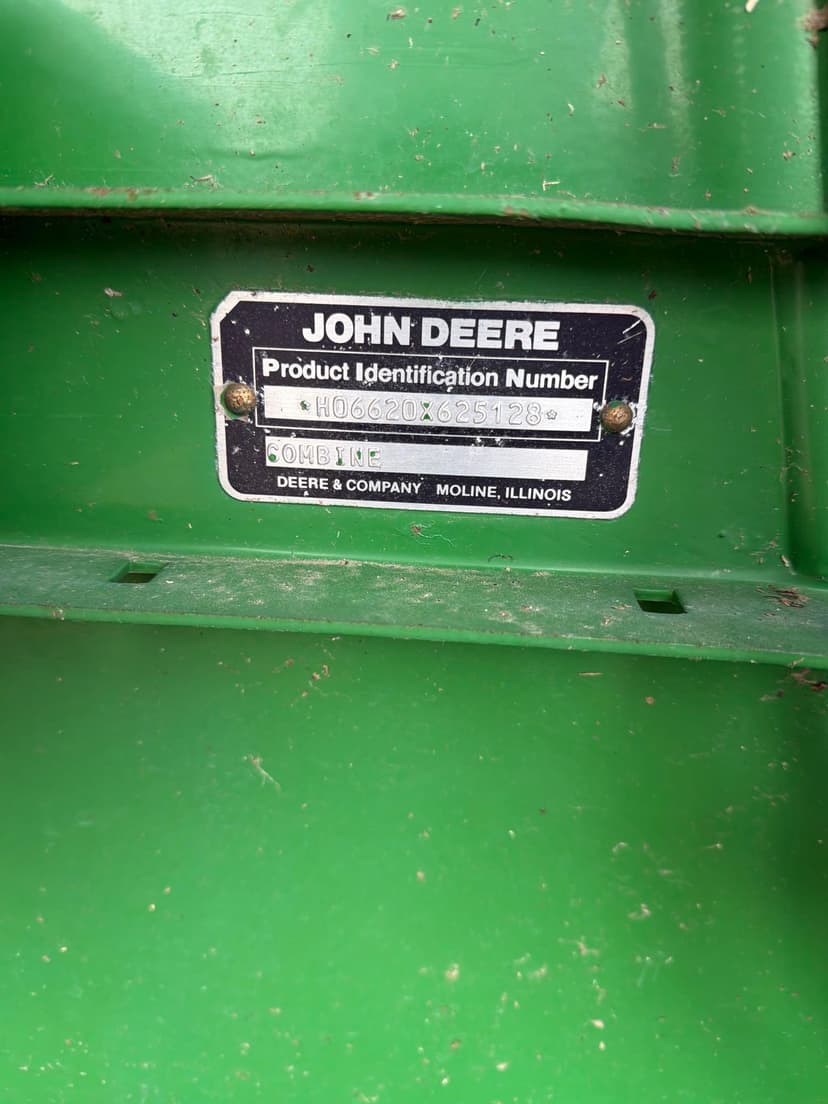 JOHN DEERE
Product Identification Number
*H06620X625128*
COMBINE
DEERE & COMPANY MOLINE, ILLINOIS